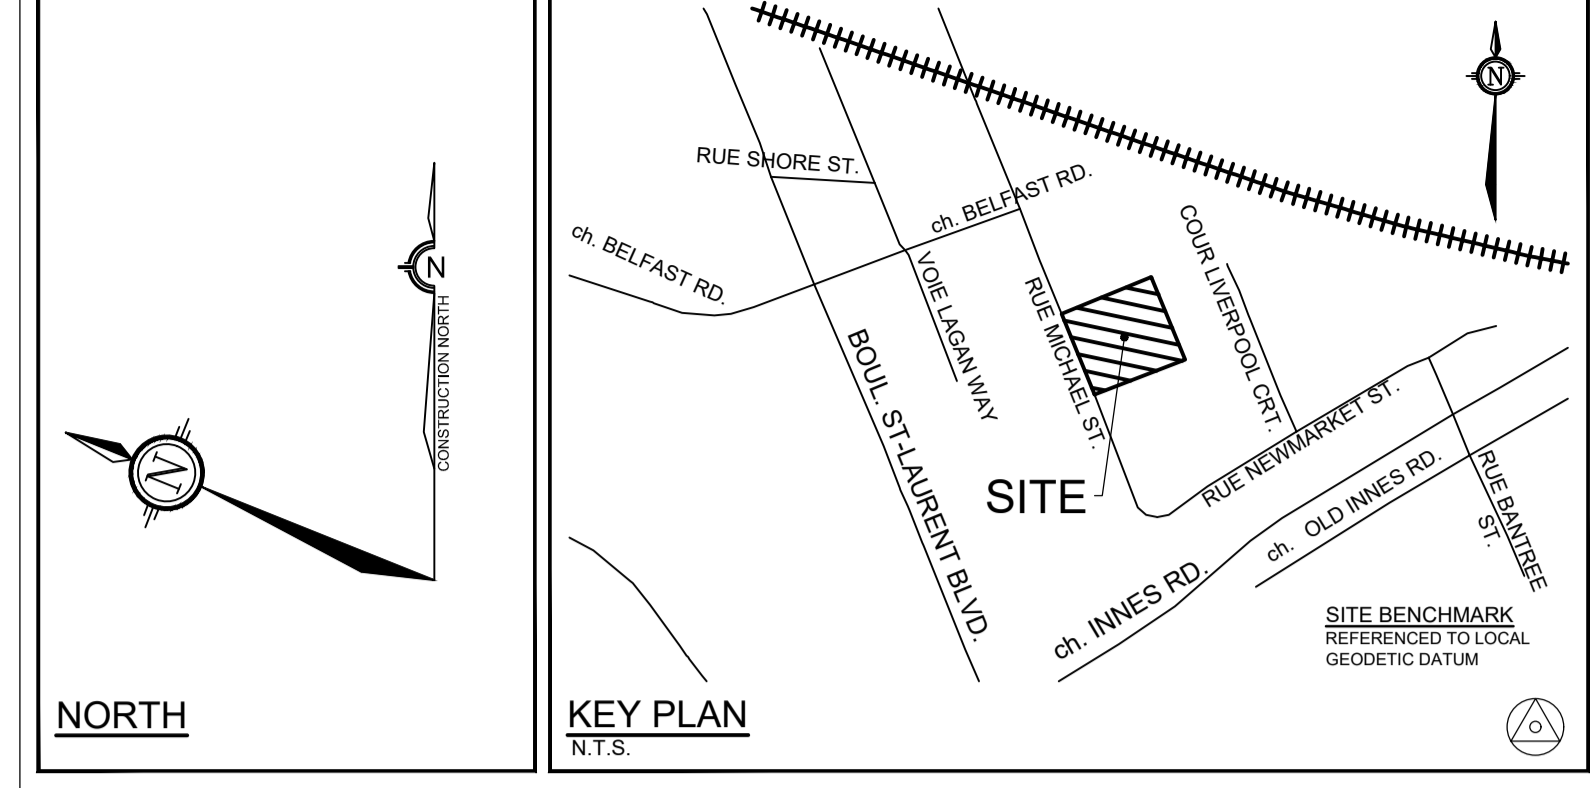 N
CONSTRUCTION NORTH
N
NORTH
N
RUE SHORE ST.
ch. BELFAST RD.
ch. BELFAST RD.
VOIE LAGAN WAY
RUE MICHAEL ST.
COUR LIVERPOOL CRT.
BOUL. ST-LAURENT BLVD.
SITE
RUE NEWMARKET ST.
ch. OLD INNES RD.
ch. INNES RD.
RUE BANTREE
ST.
SITE BENCHMARK
REFERENCED TO LOCAL
GEODETIC DATUM
KEY PLAN
N.T.S.